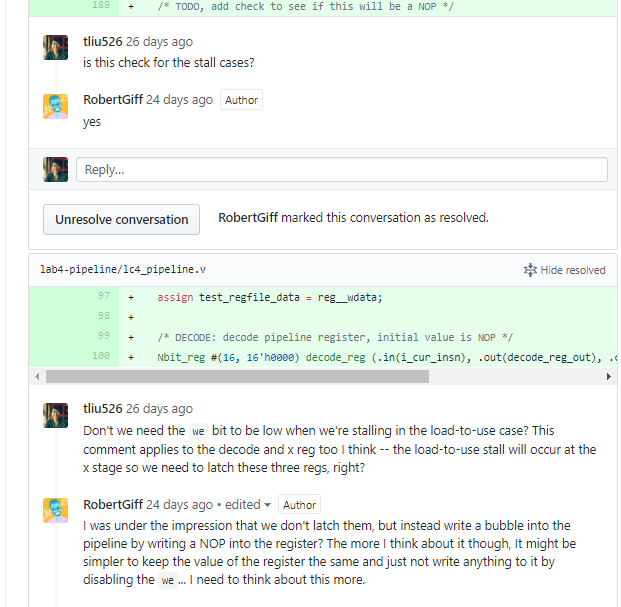 188 + /* TODO, add check to see if this will be a NOP */
tliu526 26 days ago
is this check for the stall cases?
RobertGiff 24 days ago Author
yes
Reply...
Unresolve conversation RobertGiff marked this conversation as resolved.
lab4-pipeline/lc4_pipeline.v Hide resolved
97 + assign test_regfile_data = reg__wdata;
98 +
99 + /* DECODE: decode pipeline register, initial value is NOP */
100 + Nbit_reg #(16, 16'h0000) decode_reg (.in(i_cur_insn), .out(decode_reg_out), .
tliu526 26 days ago
Don't we need the we bit to be low when we're stalling in the load-to-use case? This
comment applies to the decode and x reg too I think -- the load-to-use stall will occur at the
x stage so we need to latch these three regs, right?
RobertGiff 24 days ago • edited Author
I was under the impression that we don't latch them, but instead write a bubble into the
pipeline by writing a NOP into the register? The more I think about it though, It might be
simpler to keep the value of the register the same and just not write anything to it by
disabling the we ... I need to think about this more.